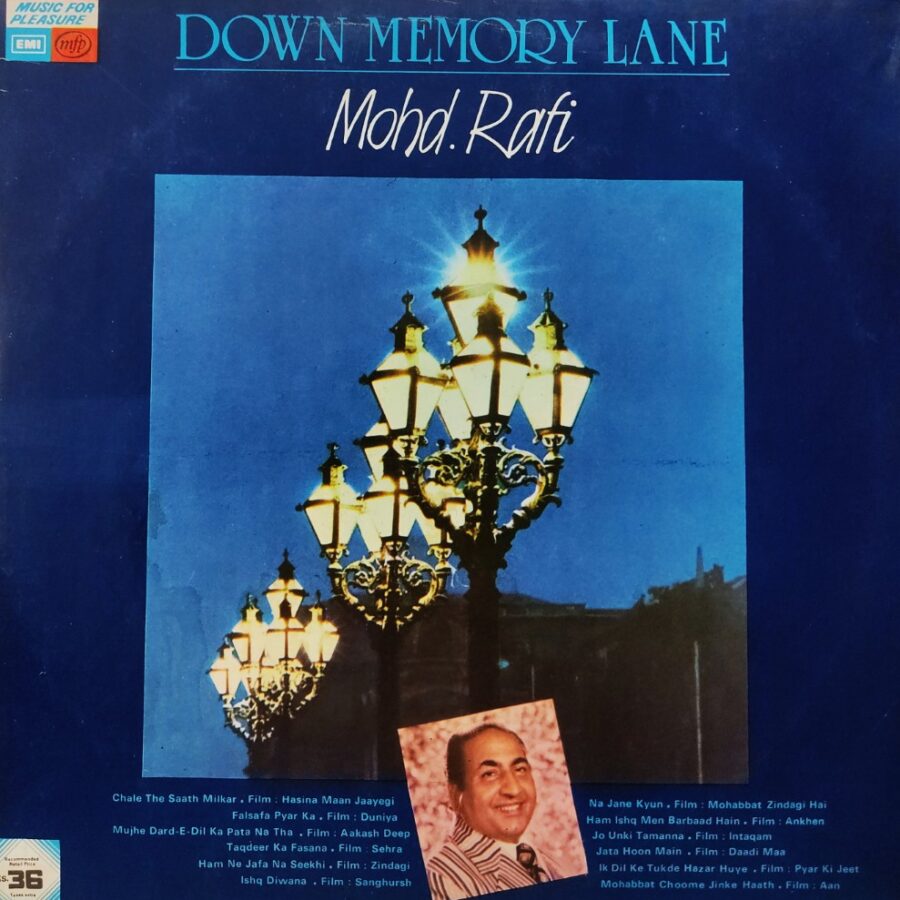 MUSIC FOR
PLEASURE
EMI mfp
DOWN MEMORY LANE
Mohd. Rafi
Chale The Saath Milkar . Film : Hasina Maan Jaayegi
Falsafa Pyar Ka . Film : Duniya
Mujhe Dard-E-Dil Ka Pata Na Tha . Film : Aakash Deep
Taqdeer Ka Fasana . Film : Sehra
Ham Ne Jafa Na Seekhi . Film : Zindagi
Ishq Diwana . Film : Sanghursh
Na Jane Kyun . Film : Mohabbat Zindagi Hai
Ham Ishq Men Barbaad Hain . Film : Ankhen
Jo Unki Tamanna . Film : Intaqam
Jata Hoon Main . Film : Daadi Maa
Ik Dil Ke Tukde Hazar Huye . Film : Pyar Ki Jeet
Mohabbat Choome Jinke Haath . Film : Aan
Recommended
Retail Price
s. 36
Taxes extra